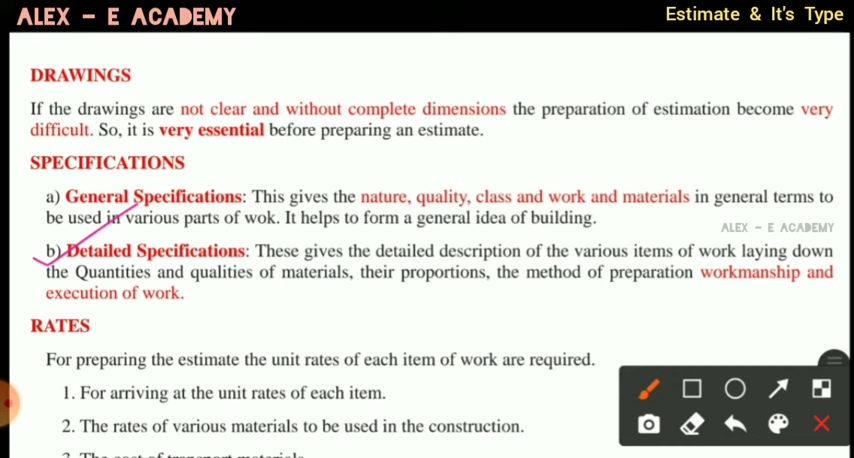 ALEX - E ACADEMY
Estimate & It's Type
DRAWINGS
If the drawings are not clear and without complete dimensions the preparation of estimation become very
difficult. So, it is very essential before preparing an estimate.
SPECIFICATIONS
a) General Specifications: This gives the nature, quality, class and work and materials in general terms to
be used in various parts of wok. It helps to form a general idea of building.
ALEX - E ACADEMY
b) Detailed Specifications: These gives the detailed description of the various items of work laying down
the Quantities and qualities of materials, their proportions, the method of preparation workmanship and
execution of work.
RATES
For preparing the estimate the unit rates of each item of work are required.
1. For arriving at the unit rates of each item.
2. The rates of various materials to be used in the construction.
3. The cost of transport materials.